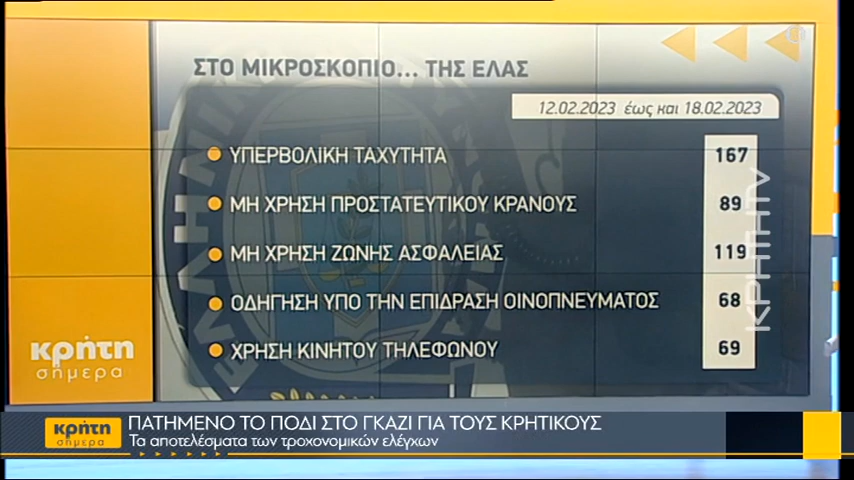 ΣΤΟ ΜΙΚΡΟΣΚΟΠΙΟ... ΤΗΣ ΕΛΑΣ
12.02.2023 έως και 18.02.2023
ΥΠΕΡΒΟΛΙΚΗ ΤΑΧΥΤΗΤΑ 167
ΜΗ ΧΡΗΣΗ ΠΡΟΣΤΑΤΕΥΤΙΚΟΥ ΚΡΑΝΟΥΣ 89
ΜΗ ΧΡΗΣΗ ΖΩΝΗΣ ΑΣΦΑΛΕΙΑΣ 119
ΟΔΗΓΗΣΗ ΥΠΟ ΤΗΝ ΕΠΙΔΡΑΣΗ ΟΙΝΟΠΝΕΥΜΑΤΟΣ 68
ΧΡΗΣΗ ΚΙΝΗΤΟΥ ΤΗΛΕΦΩΝΟΥ 69
ΚΡΗΤΗTV
κρήτη
σήμερα
κρήτη
σήμερα
ΠΑΤΗΜΕΝΟ ΤΟ ΠΟΔΙ ΣΤΟ ΓΚΑΖΙ ΓΙΑ ΤΟΥΣ ΚΡΗΤΙΚΟΥΣ
Τα αποτελέσματα των τροχονομικών ελέγχων